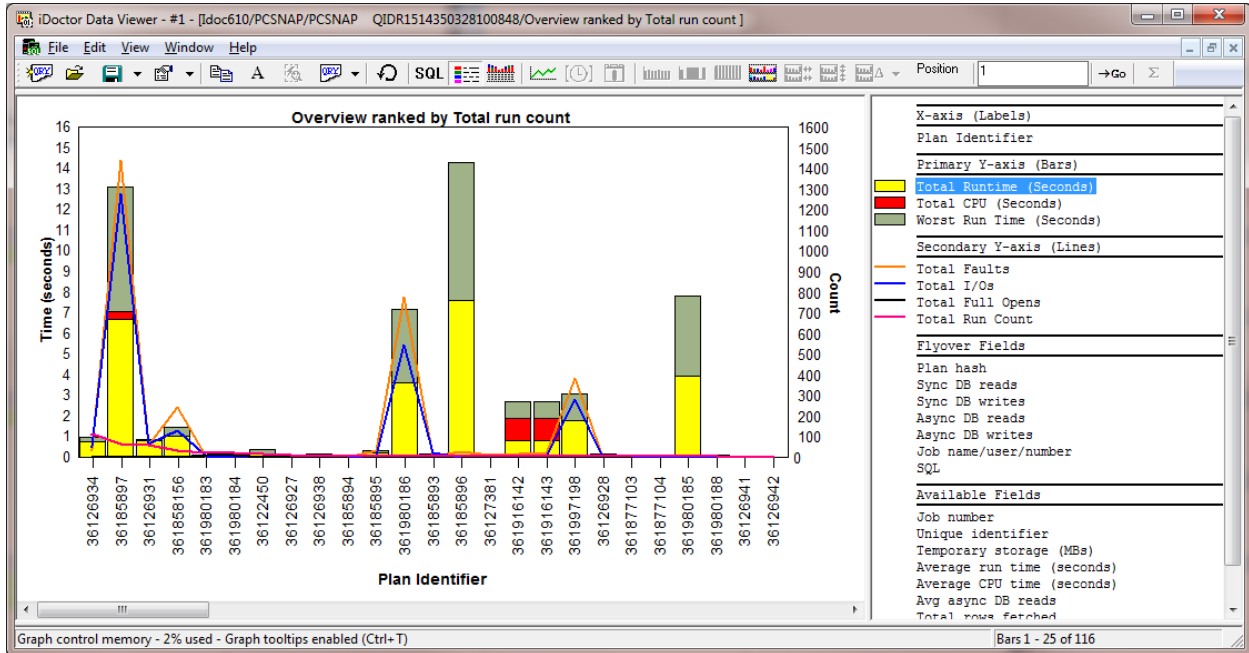 iDoctor Data Viewer - #1 - [Idoc610/PCSNAP/PCSNAP QIDR1514350328100848/Overview ranked by Total run count ]
File Edit View Window Help
QRY A QRY SQL Position 1 →Go Σ
Overview ranked by Total run count
16
15
14
13
12
11
10
9
8
7
6
5
4
3
2
1
0
Time (seconds)
1600
1500
1400
1300
1200
1100
1000
900
800
700
600
500
400
300
200
100
0
Count
36126934
36185897
36126931
361858156
361980183
361980184
36122450
36126927
36126938
36185894
36185895
361980186
36185893
36185896
36127381
361916142
361916143
361997198
36126928
361877103
361877104
361980185
361980188
36126941
36126942
Plan Identifier
X-axis (Labels)
Plan Identifier
Primary Y-axis (Bars)
Total Runtime (Seconds)
Total CPU (Seconds)
Worst Run Time (Seconds)
Secondary Y-axis (Lines)
Total Faults
Total I/Os
Total Full Opens
Total Run Count
Flyover Fields
Plan hash
Sync DB reads
Sync DB writes
Async DB reads
Async DB writes
Job name/user/number
SQL
Available Fields
Job number
Unique identifier
Temporary storage (MBs)
Average run time (seconds)
Average CPU time (seconds)
Avg async DB reads
Total rows fetched
Graph control memory - 2% used - Graph tooltips enabled (Ctrl+T)
Bars 1 - 25 of 116